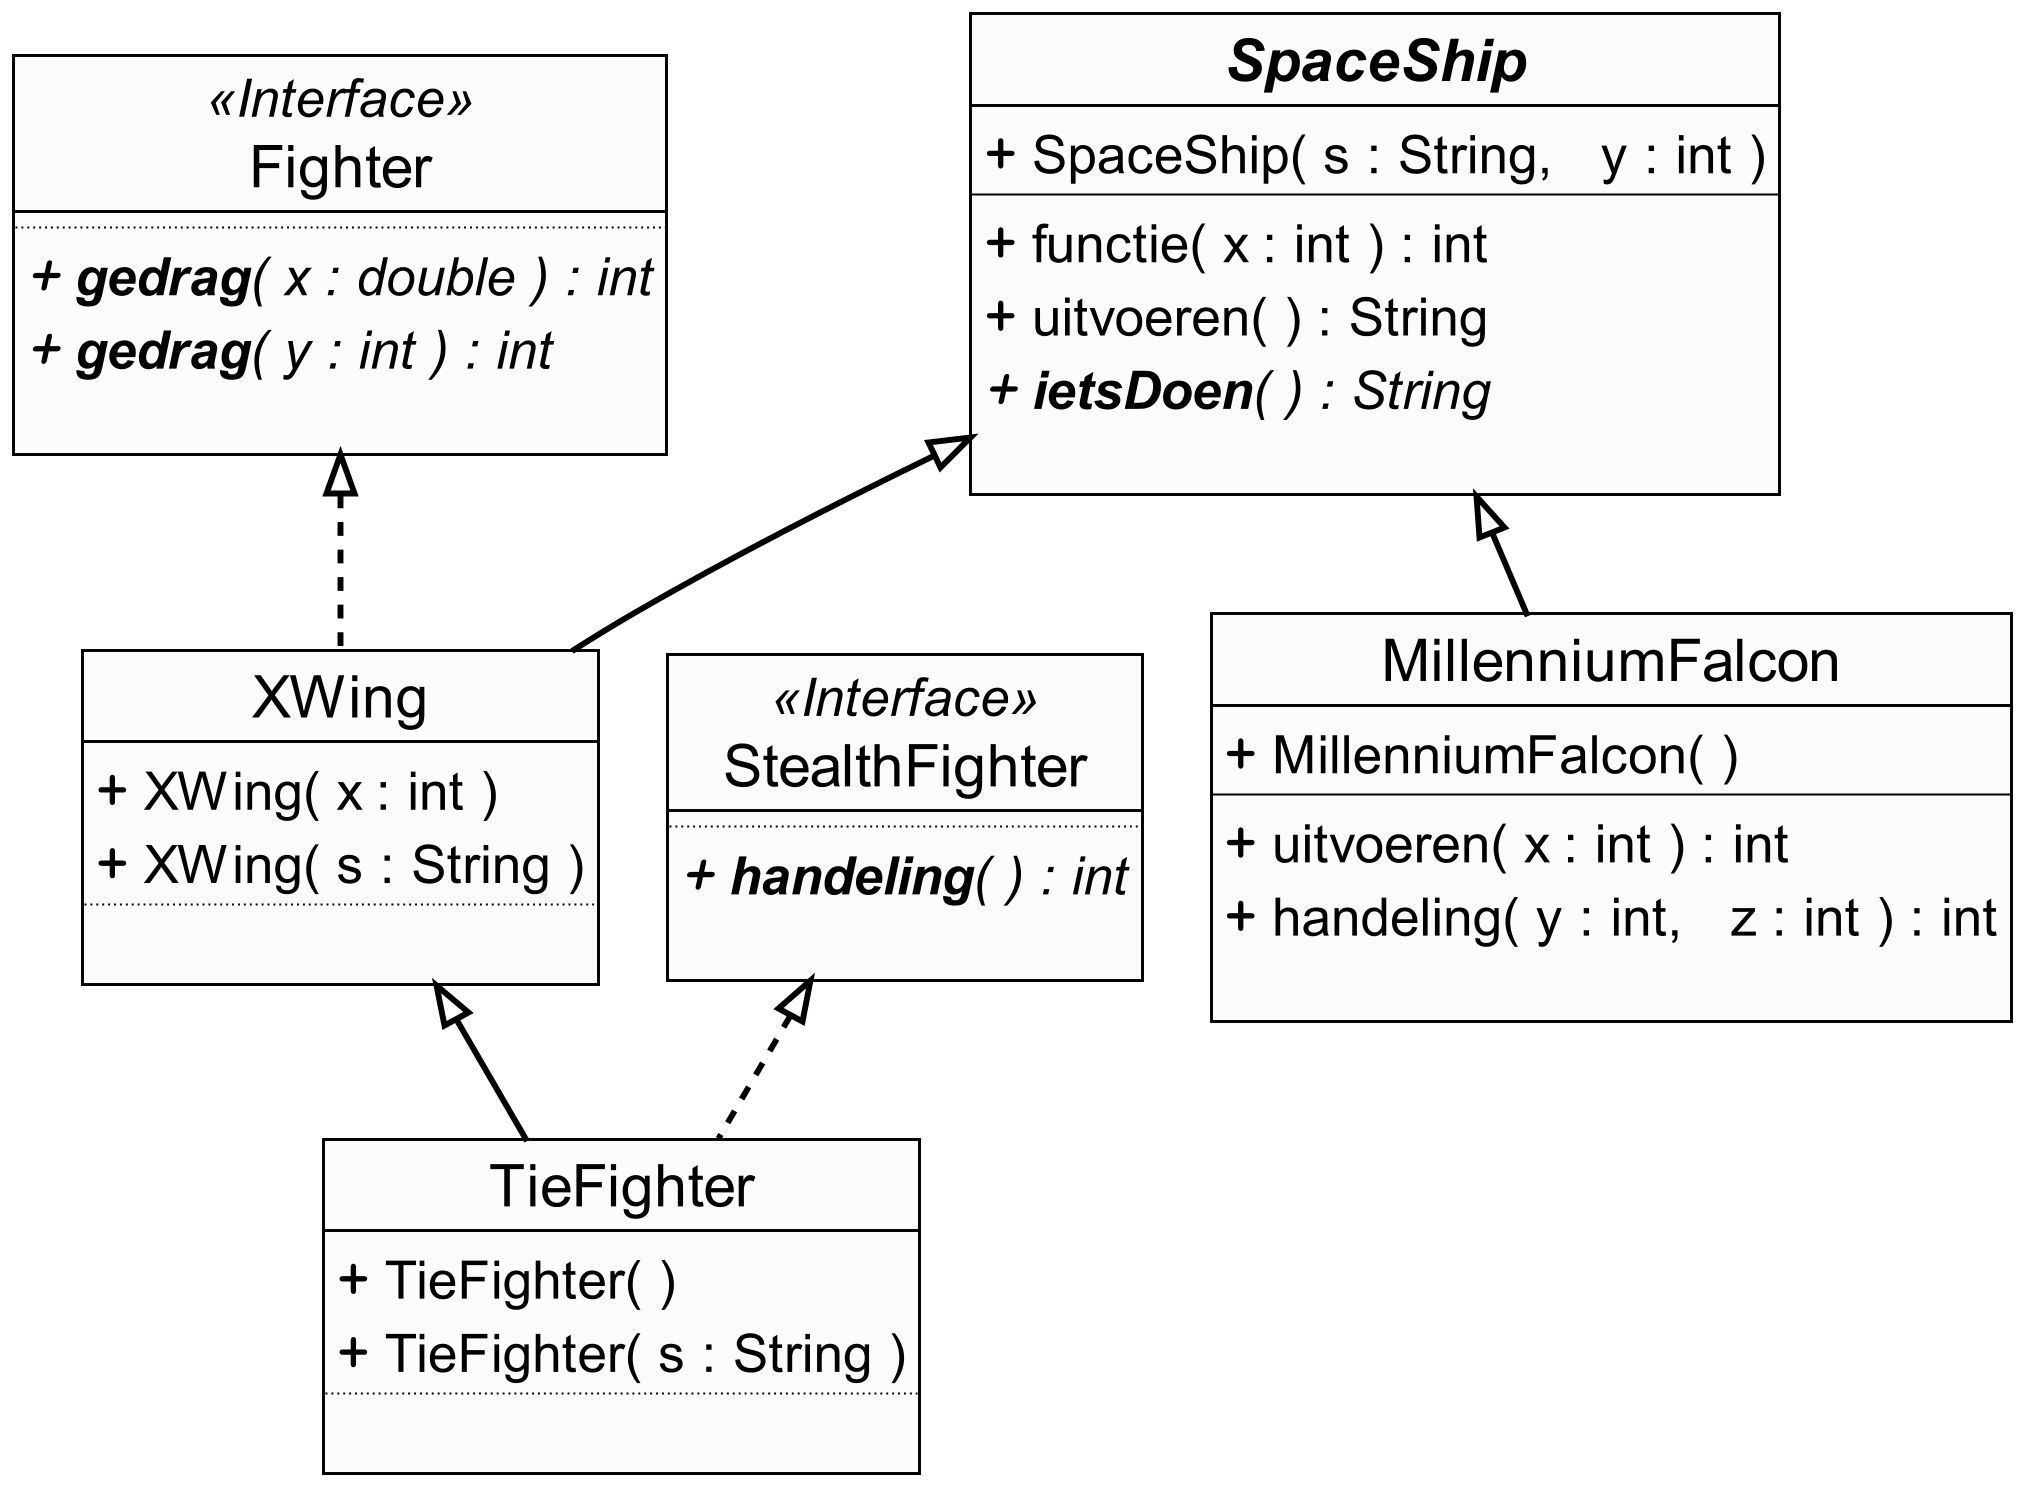 «Interface»
Fighter
+ gedrag( x : double ) : int
+ gedrag( y : int ) : int
SpaceShip
+ SpaceShip( s : String, y : int )
+ functie( x : int ) : int
+ uitvoeren( ) : String
+ ietsDoen( ) : String
XWing
+ XWing( x : int )
+ XWing( s : String )
«Interface»
StealthFighter
+ handeling( ) : int
MillenniumFalcon
+ MillenniumFalcon( )
+ uitvoeren( x : int ) : int
+ handeling( y : int, z : int ) : int
TieFighter
+ TieFighter( )
+ TieFighter( s : String )